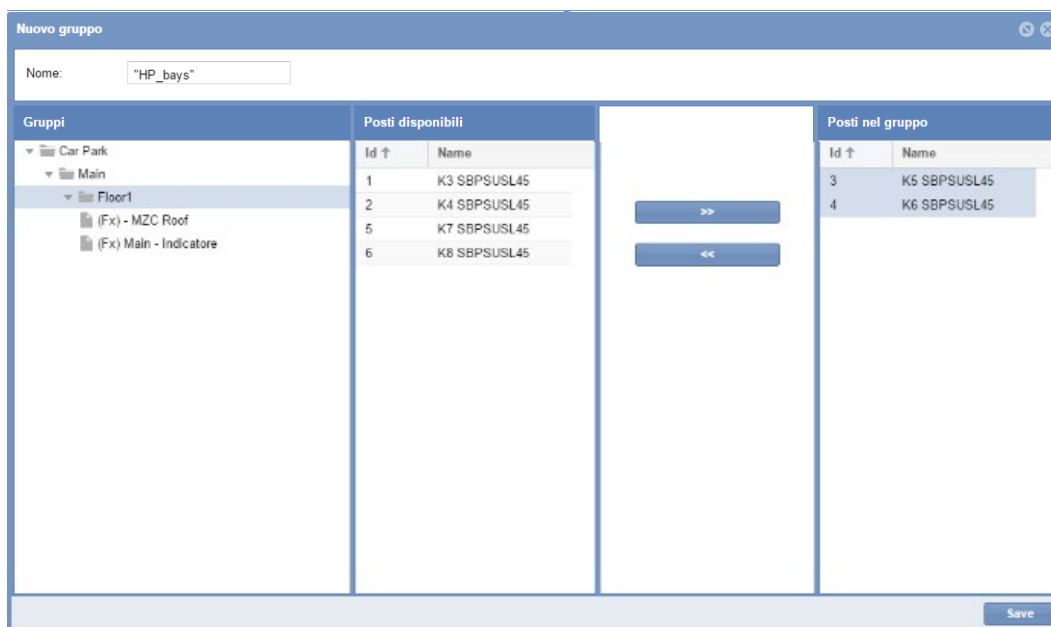 Nuovo gruppo
Nome: "HP_bays"
Gruppi
Car Park
Main
Floor1
(Fx) - MZC Roof
(Fx) Main - Indicatore
Posti disponibili
Id Name
1 K3 SBPSUSL45
2 K4 SBPSUSL45
5 K7 SBPSUSL45
6 K8 SBPSUSL45
>>
<<
Posti nel gruppo
Id Name
3 K5 SBPSUSL45
4 K6 SBPSUSL45
Save